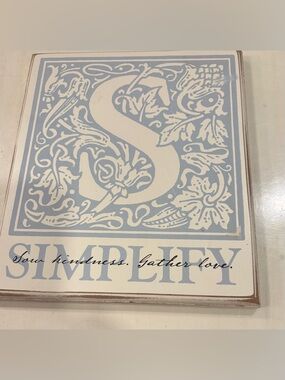 S
Sow kindness. Gather love.
SIMPLIFY